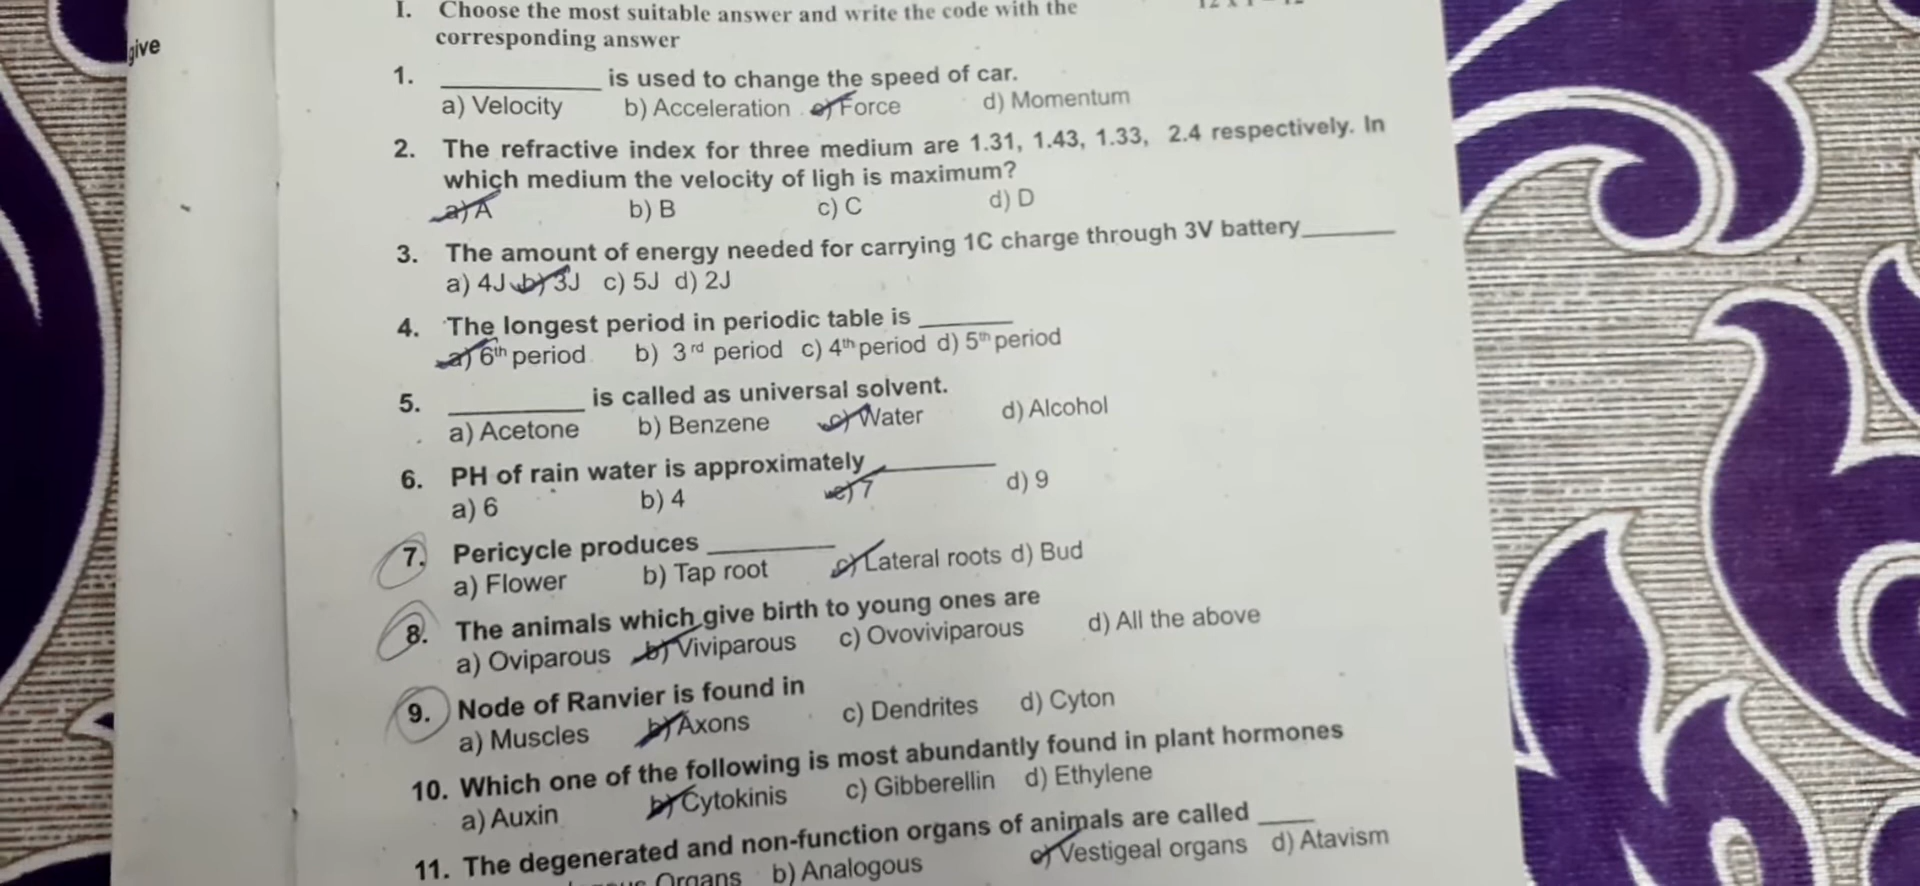 give
I. Choose the most suitable answer and write the code with the
corresponding answer
1. ________ is used to change the speed of car.
a) Velocity b) Acceleration c) Force d) Momentum
2. The refractive index for three medium are 1.31, 1.43, 1.33, 2.4 respectively. In
which medium the velocity of ligh is maximum?
a) A b) B c) C d) D
3. The amount of energy needed for carrying 1C charge through 3V battery______
a) 4J b) 3J c) 5J d) 2J
4. The longest period in periodic table is ______
a) 6th period b) 3rd period c) 4th period d) 5th period
5. ________ is called as universal solvent.
a) Acetone b) Benzene c) Water d) Alcohol
6. PH of rain water is approximately________
a) 6 b) 4 c) 7 d) 9
7. Pericycle produces ________
a) Flower b) Tap root c) Lateral roots d) Bud
8. The animals which give birth to young ones are
a) Oviparous b) Viviparous c) Ovoviviparous d) All the above
9. Node of Ranvier is found in
a) Muscles b) Axons c) Dendrites d) Cyton
10. Which one of the following is most abundantly found in plant hormones
a) Auxin b) Cytokinis c) Gibberellin d) Ethylene
11. The degenerated and non-function organs of animals are called ____
Organs b) Analogous c) Vestigeal organs d) Atavism